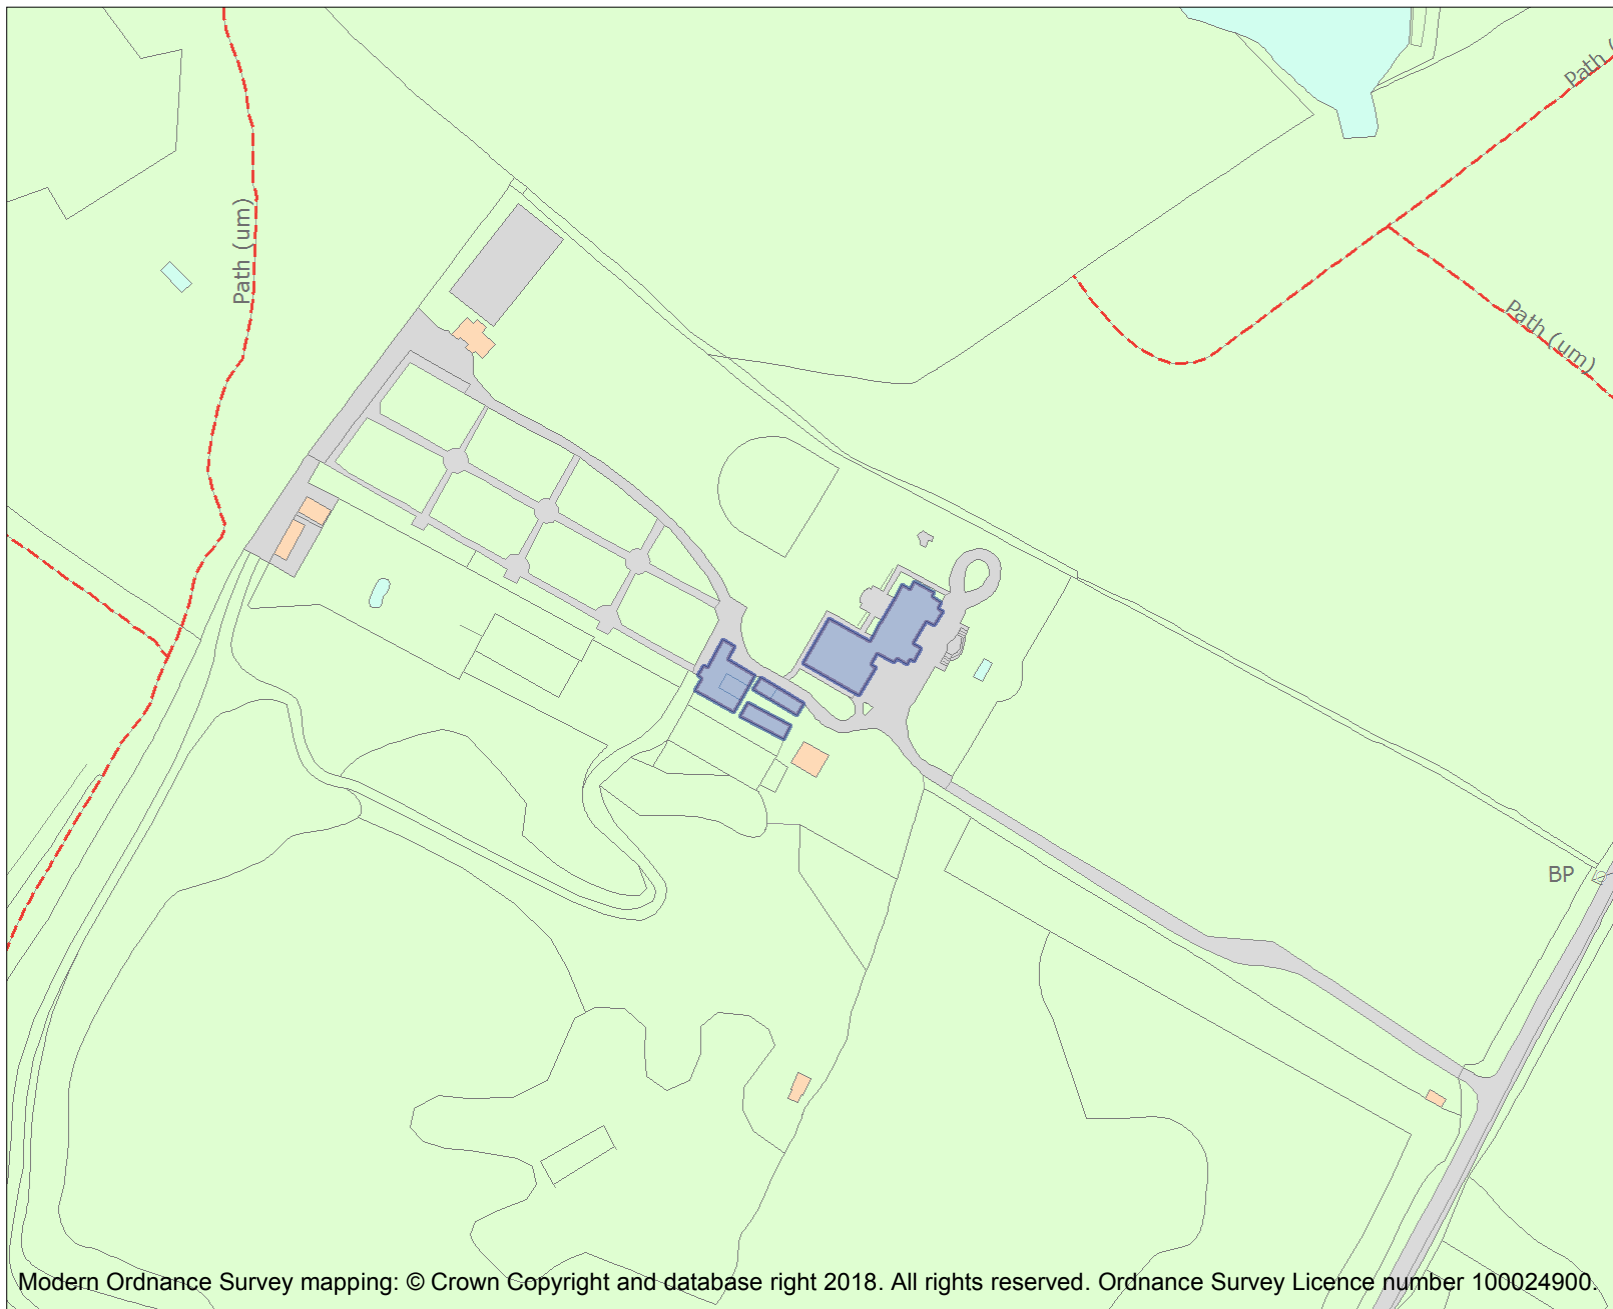 Path (
Path (um)
Path (um)
BP
Modern Ordnance Survey mapping: © Crown Copyright and database right 2018. All rights reserved. Ordnance Survey Licence number 100024900.